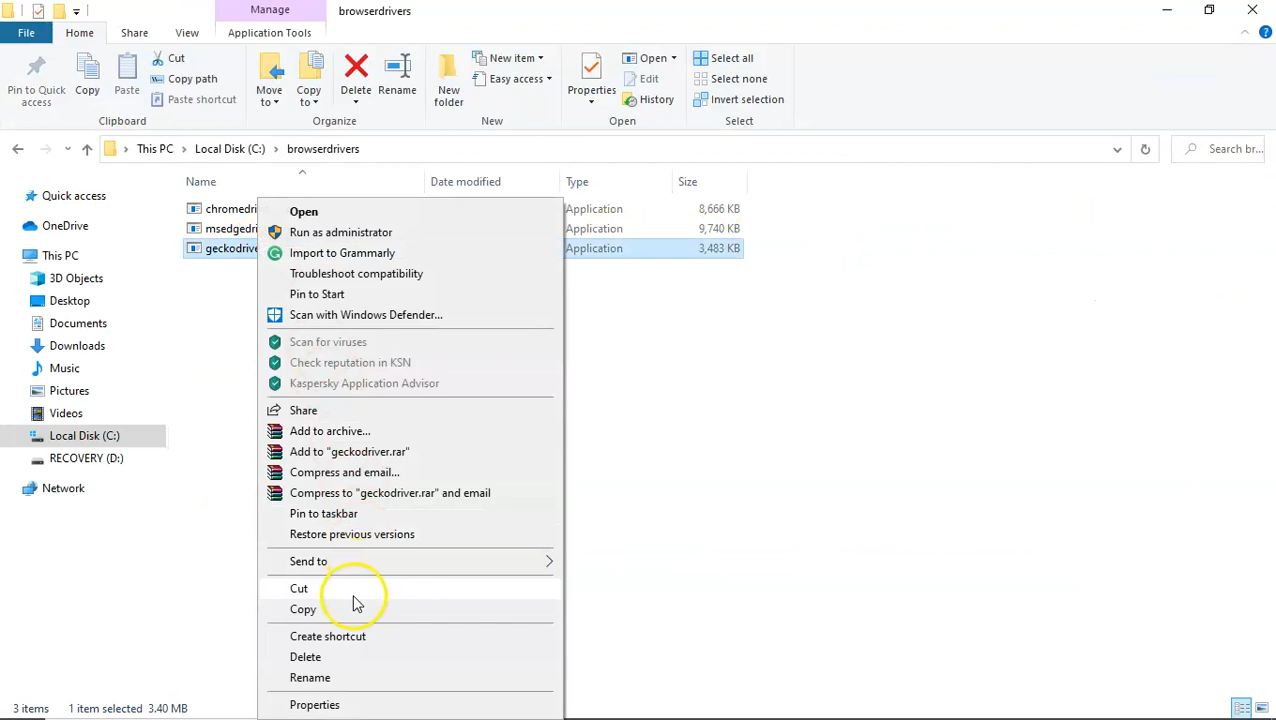 Manage
browserdrivers
File
Home
Share
View
Application Tools
Pin to Quick access
Copy
Paste
Cut
Copy path
Paste shortcut
Clipboard
Move to
Copy to
Delete
Rename
Organize
New folder
New item
Easy access
New
Properties
Open
Edit
History
Open
Select all
Select none
Invert selection
Select
This PC
Local Disk (C:)
browserdrivers
Search br...
Name
Date modified
Type
Size
chromedri
Application
8,666 KB
msedgedri
Application
9,740 KB
geckodrive
Application
3,483 KB
Quick access
OneDrive
This PC
3D Objects
Desktop
Documents
Downloads
Music
Pictures
Videos
Local Disk (C:)
RECOVERY (D:)
Network
Open
Run as administrator
Import to Grammarly
Troubleshoot compatibility
Pin to Start
Scan with Windows Defender...
Scan for viruses
Check reputation in KSN
Kaspersky Application Advisor
Share
Add to archive...
Add to "geckodriver.rar"
Compress and email...
Compress to "geckodriver.rar" and email
Pin to taskbar
Restore previous versions
Send to
Cut
Copy
Create shortcut
Delete
Rename
Properties
3 items
1 item selected 3.40 MB